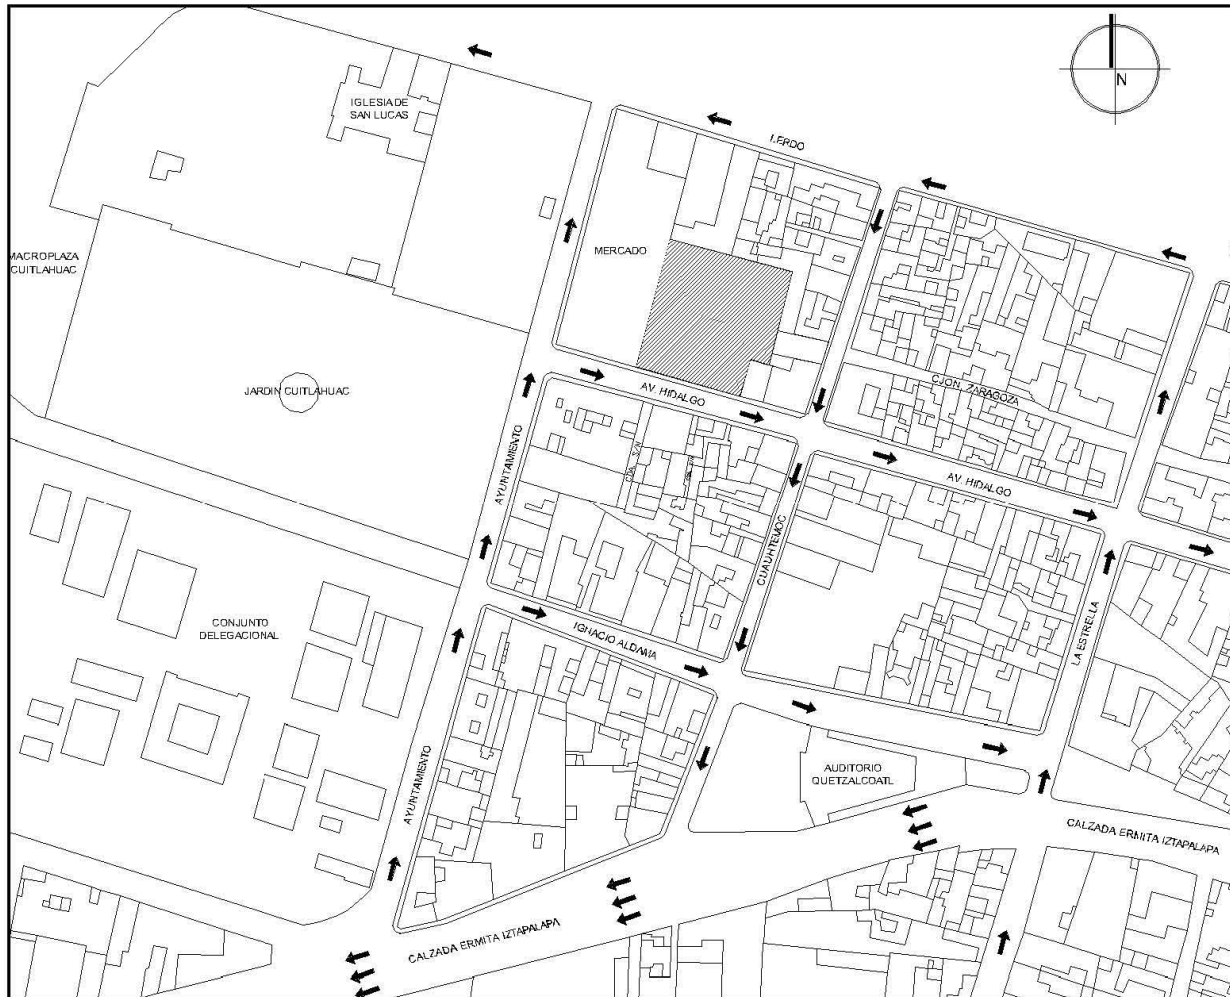 N
IGLESIA DE
SAN LUCAS
LERDO
MERCADO
MACROPLAZA
CUITLAHUAC
JARDIN CUITLAHUAC
AV. HIDALGO
CJON. ZARAGOZA
AYUNTAMIENTO
CDA. S/N
AV. HIDALGO
CUAUHTEMOC
CONJUNTO
DELEGACIONAL
IGNACIO ALDAMA
LA ESTRELLA
AYUNTAMIENTO
AUDITORIO
QUETZALCOATL
CALZADA ERMITA IZTAPALAPA
CALZADA ERMITA IZTAPALAPA